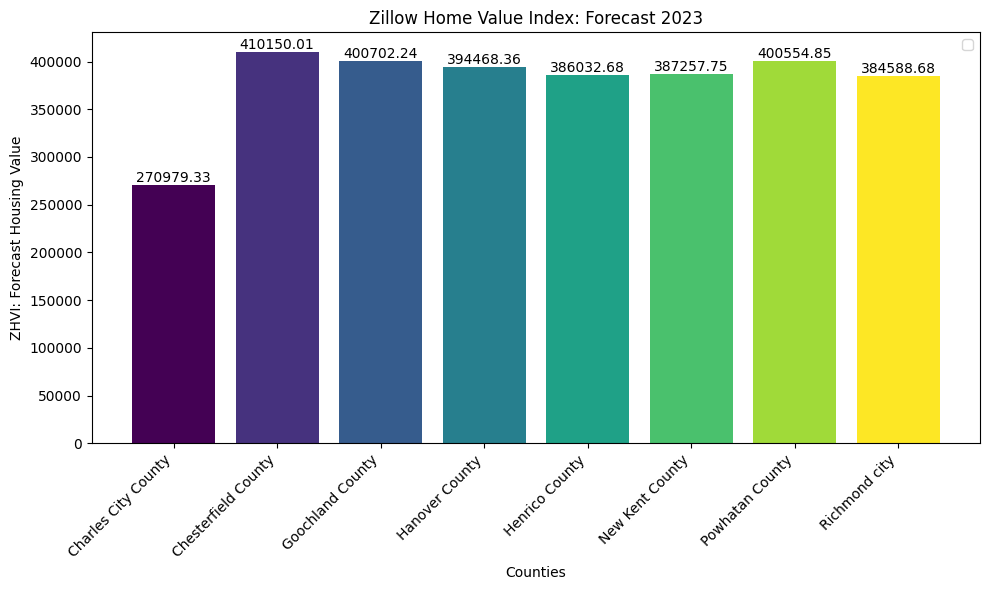 Zillow Home Value Index: Forecast 2023
ZHVI: Forecast Housing Value
400000
350000
300000
250000
200000
150000
100000
50000
0
270979.33
410150.01
400702.24
394468.36
386032.68
387257.75
400554.85
384588.68
Charles City County
Chesterfield County
Goochland County
Hanover County
Henrico County
New Kent County
Powhatan County
Richmond city
Counties